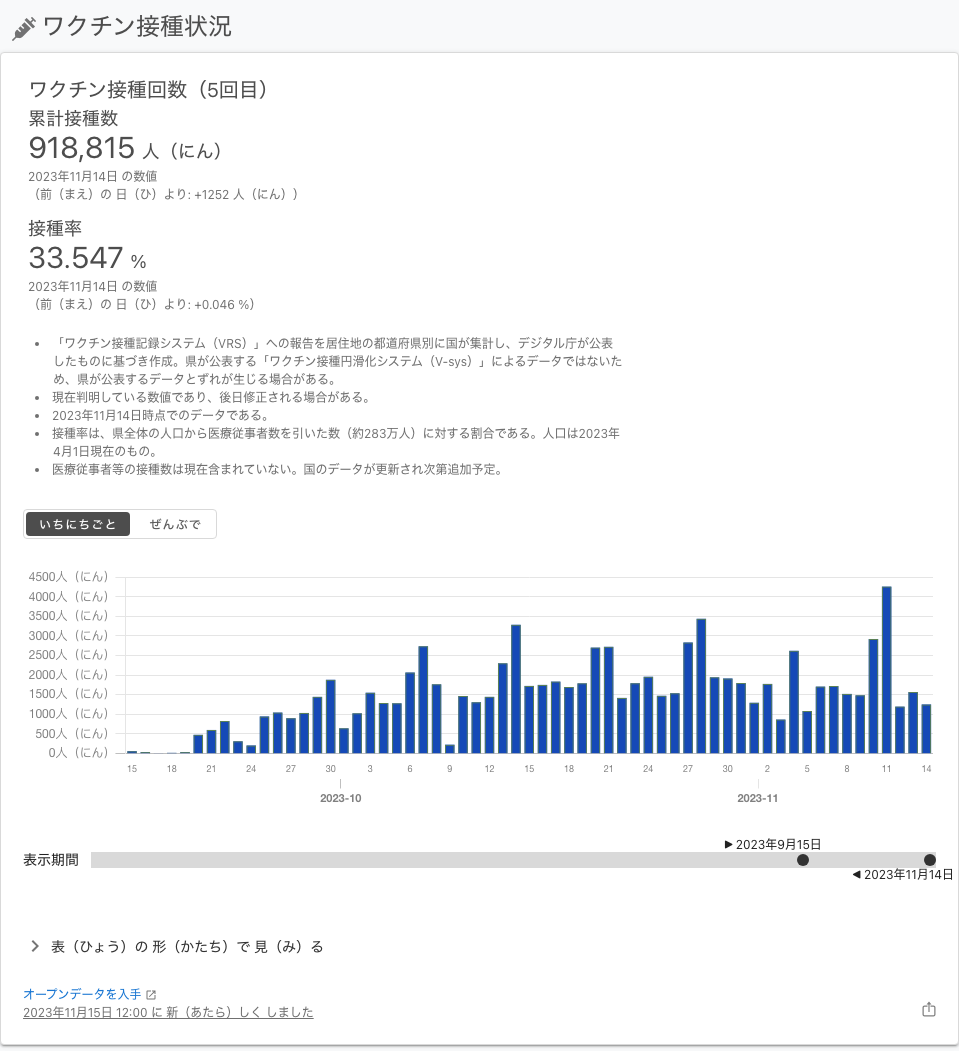 ワクチン接種状況
ワクチン接種回数（5回目）
累計接種数
918,815 人（にん）
2023年11月14日 の数値
（前（まえ）の 日（ひ）より: +1252 人（にん））
接種率
33.547 %
2023年11月14日 の数値
（前（まえ）の 日（ひ）より: +0.046 %）
• 「ワクチン接種記録システム（VRS）」への報告を居住地の都道府県別に国が集計し、デジタル庁が公表
したものに基づき作成。県が公表する「ワクチン接種円滑化システム（V-sys）」によるデータではないた
め、県が公表するデータとずれが生じる場合がある。
• 現在判明している数値であり、後日修正される場合がある。
• 2023年11月14日時点でのデータである。
• 接種率は、県全体の人口から医療従事者数を引いた数（約283万人）に対する割合である。人口は2023年
4月1日現在のもの。
• 医療従事者等の接種数は現在含まれていない。国のデータが更新され次第追加予定。
いちにちごと ぜんぶで
4500人（にん）
4000人（にん）
3500人（にん）
3000人（にん）
2500人（にん）
2000人（にん）
1500人（にん）
1000人（にん）
500人（にん）
0人（にん）
15 18 21 24 27 30 3 6 9 12 15 18 21 24 27 30 2 5 8 11 14
2023-10 2023-11
▶ 2023年9月15日
表示期間
◀ 2023年11月14日
表（ひょう）の 形（かたち）で 見（み）る
オープンデータを入手
2023年11月15日 12:00 に 新（あたら）しく しました